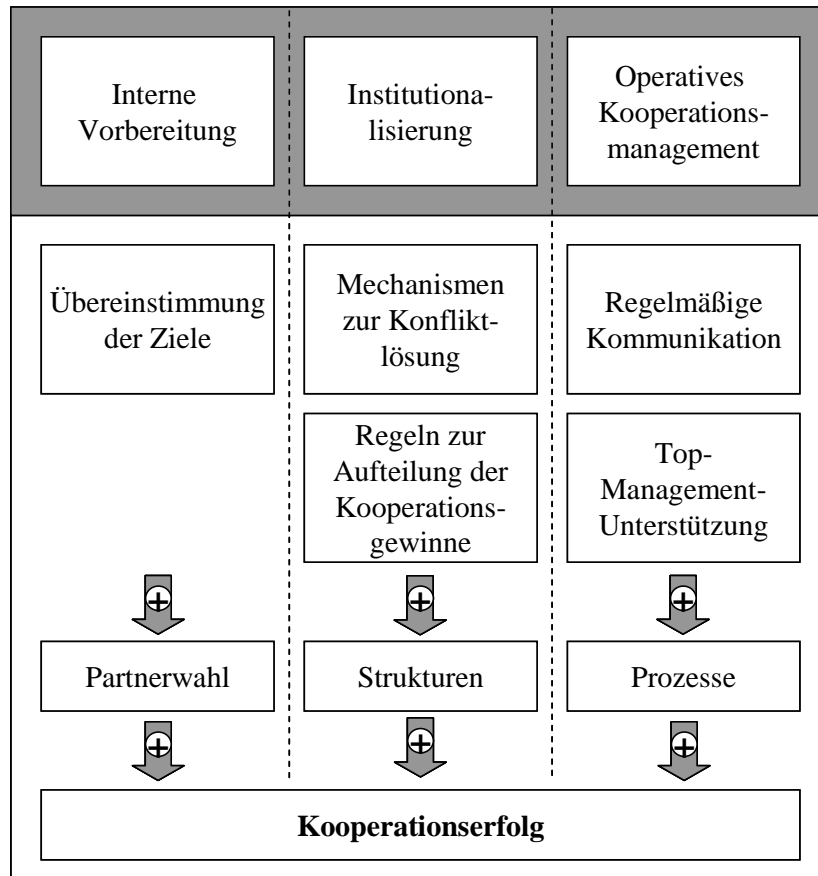 Interne
Vorbereitung
Institutiona-
lisierung
Operatives
Kooperations-
management
Übereinstimmung
der Ziele
Mechanismen
zur Konflikt-
lösung
Regelmäßige
Kommunikation
Regeln zur
Aufteilung der
Kooperations-
gewinne
Top-
Management-
Unterstützung
+
+
+
Partnerwahl
Strukturen
Prozesse
+
+
+
Kooperationserfolg